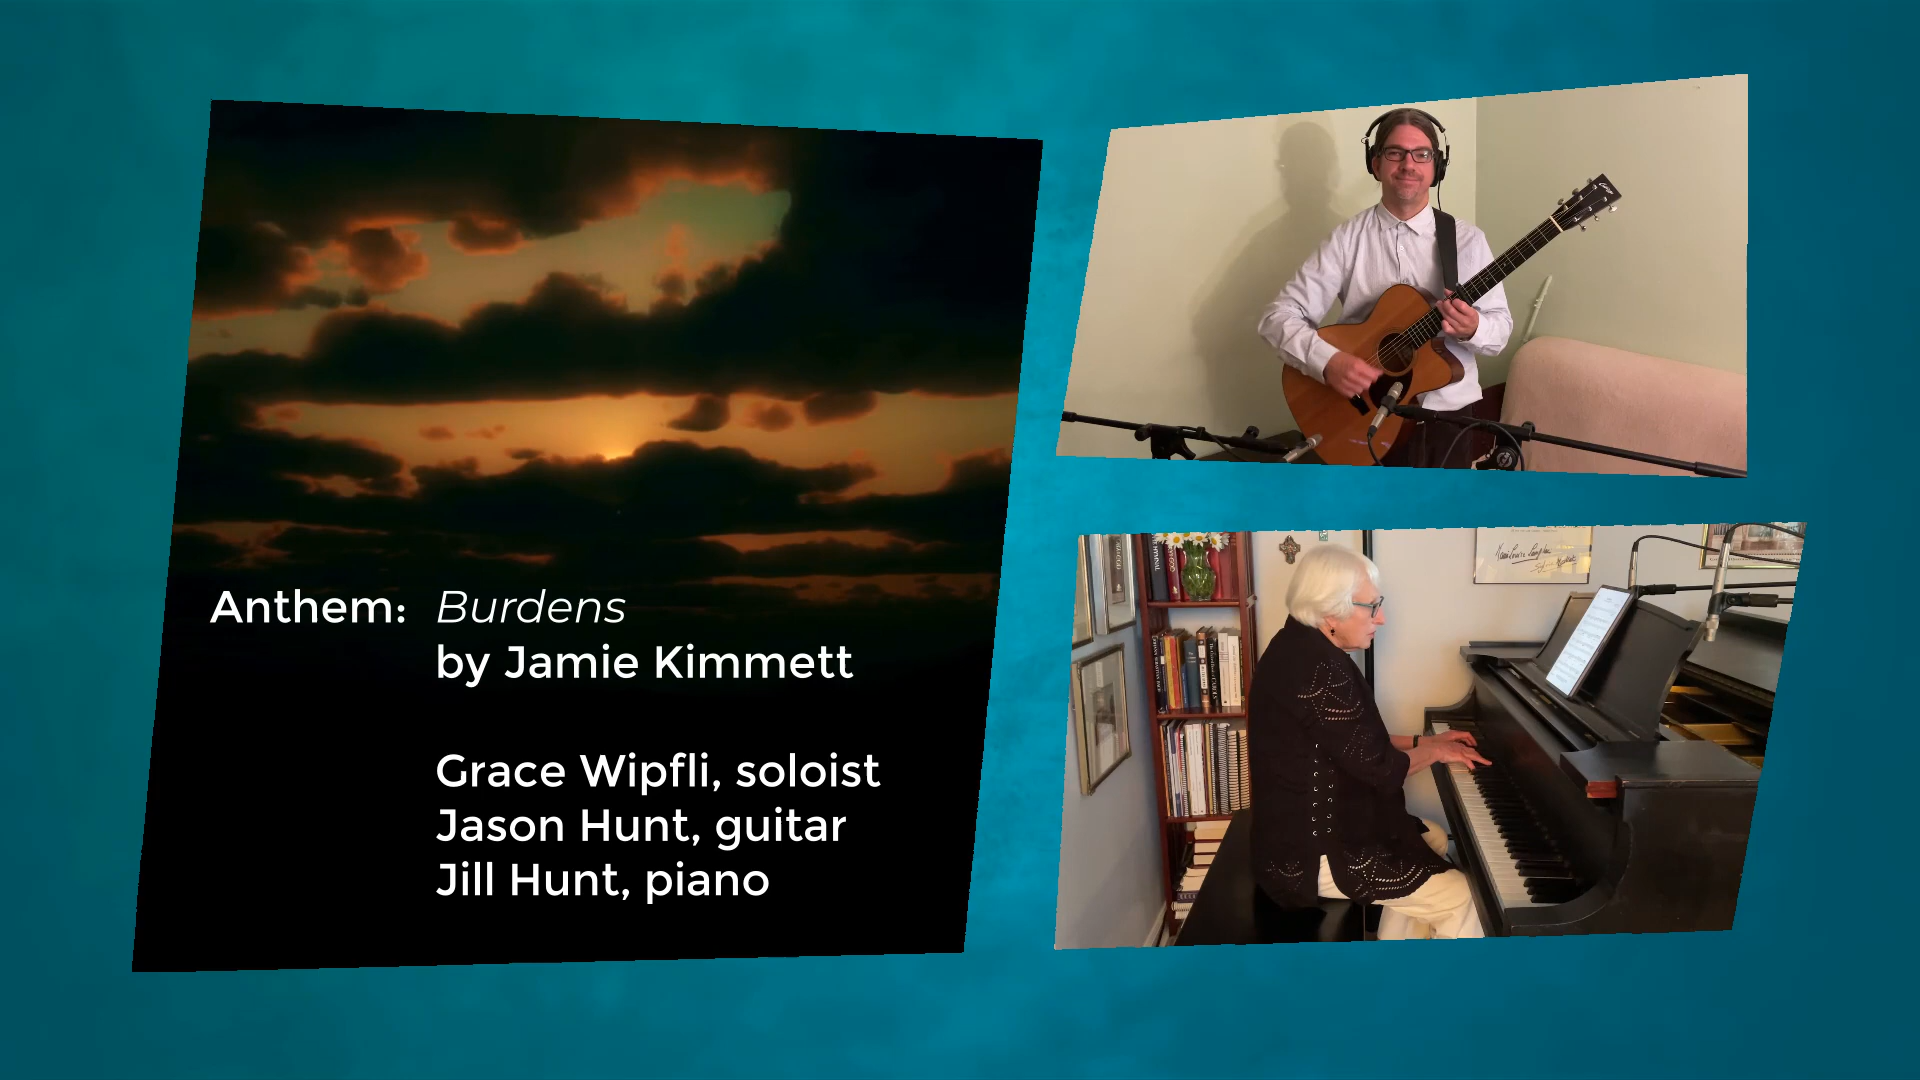 Anthem: Burdens
by Jamie Kimmett
Grace Wipfli, soloist
Jason Hunt, guitar
Jill Hunt, piano